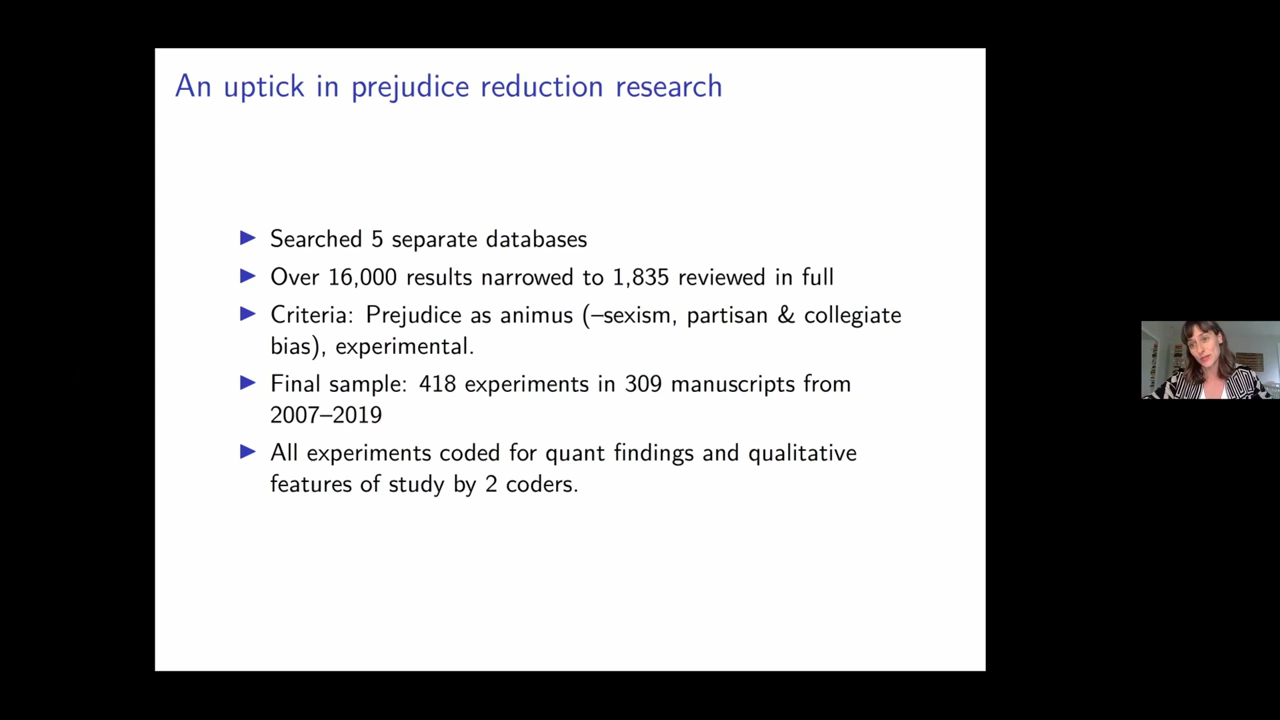 An uptick in prejudice reduction research
▶ Searched 5 separate databases
▶ Over 16,000 results narrowed to 1,835 reviewed in full
▶ Criteria: Prejudice as animus (–sexism, partisan & collegiate
bias), experimental.
▶ Final sample: 418 experiments in 309 manuscripts from
2007–2019
▶ All experiments coded for quant findings and qualitative
features of study by 2 coders.